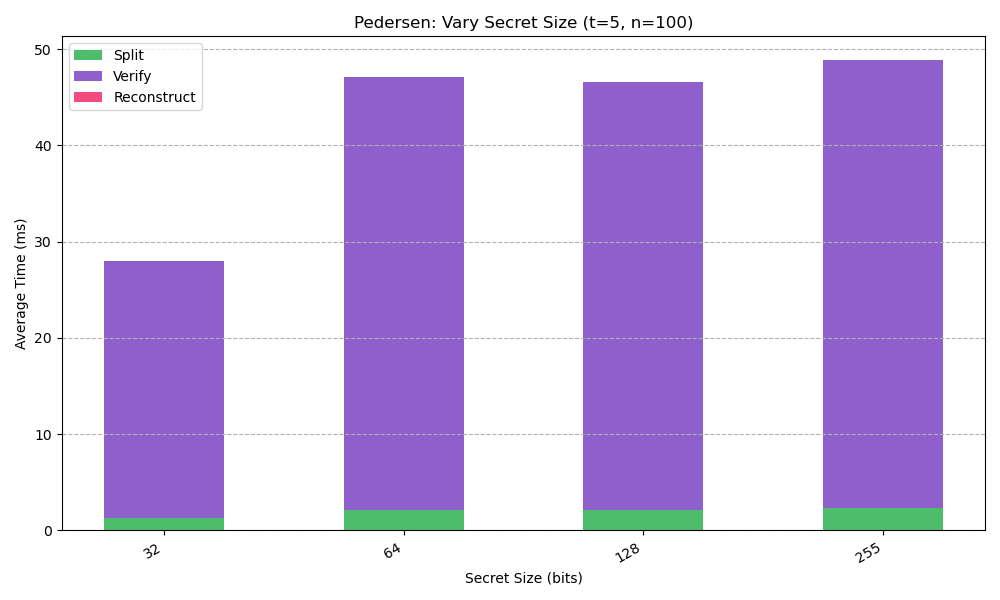 Pedersen: Vary Secret Size (t=5, n=100)
Split
Verify
Reconstruct
50
40
30
20
10
0
Average Time (ms)
32
64
128
255
Secret Size (bits)